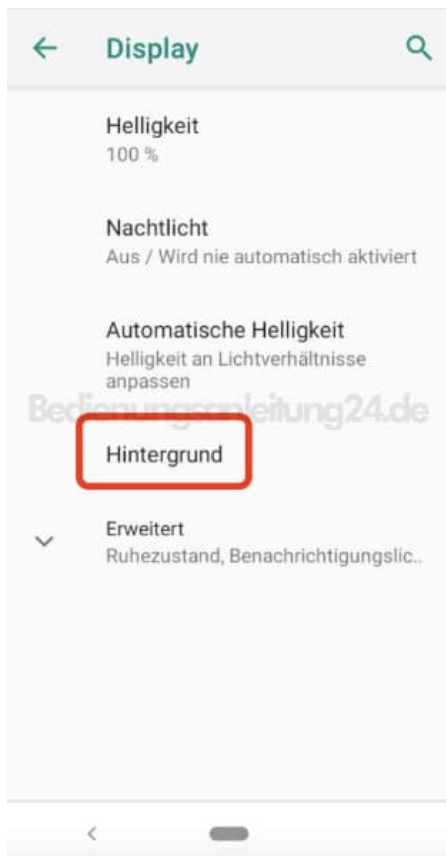 Display
Helligkeit
100 %
Nachtlicht
Aus / Wird nie automatisch aktiviert
Automatische Helligkeit
Helligkeit an Lichtverhältnisse
anpassen
Bedienungsanleitung24.de
Hintergrund
Erweitert
Ruhezustand, Benachrichtigungslic..